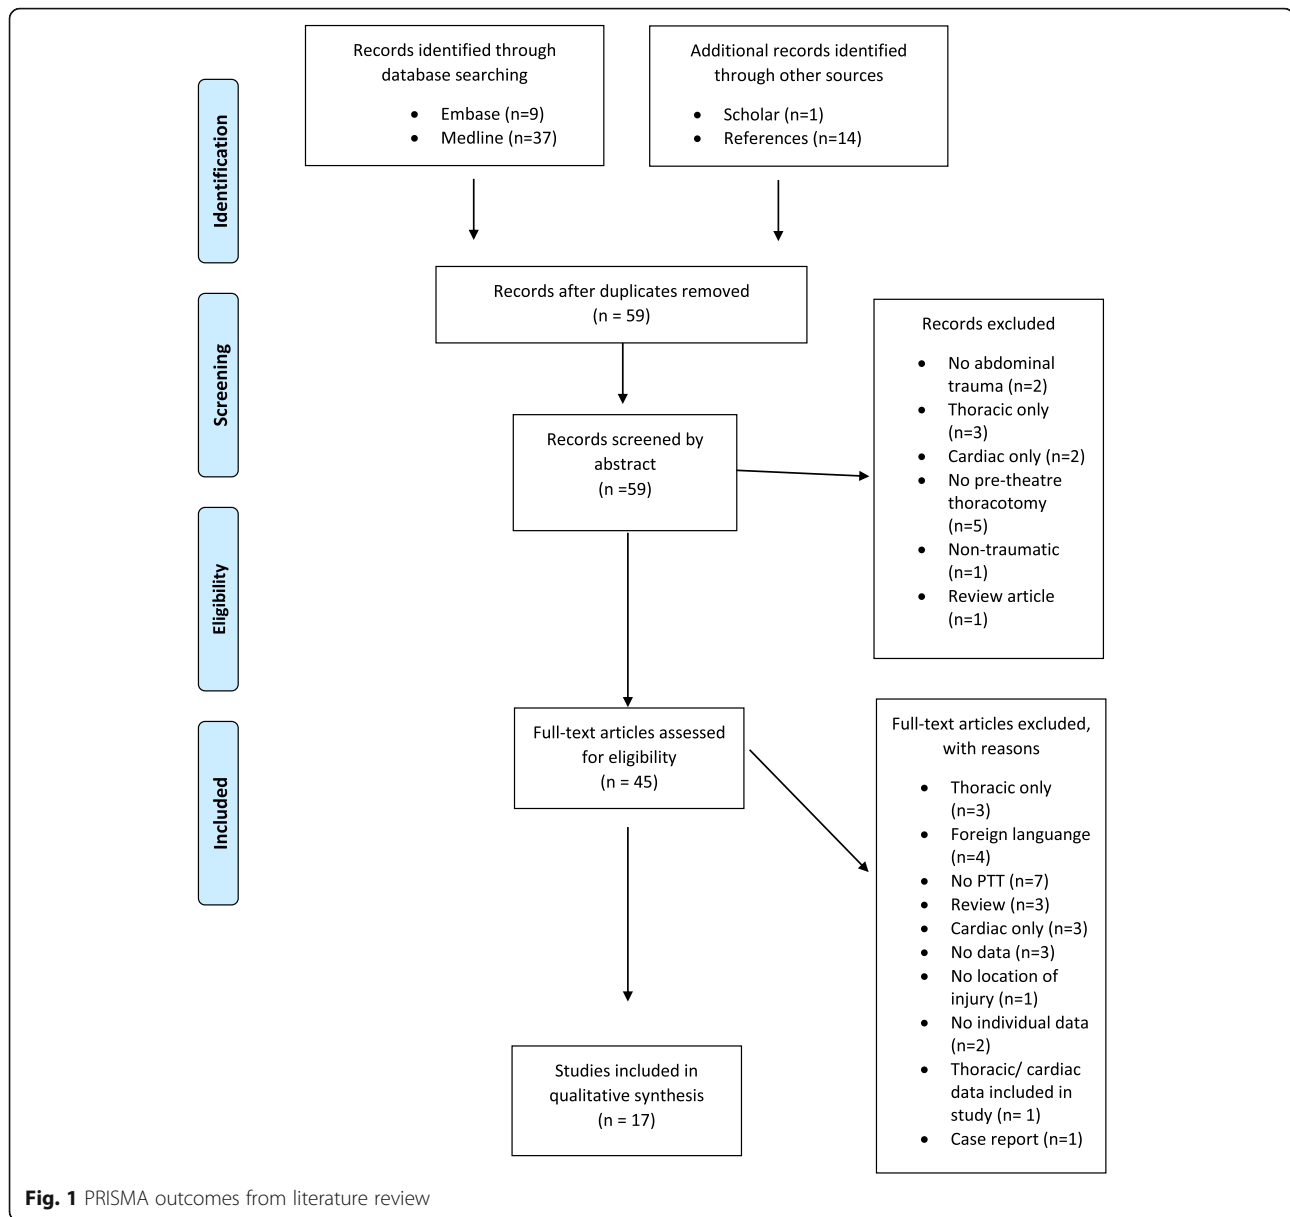 Records identified through
database searching
• Embase (n=9)
• Medline (n=37)
Additional records identified
through other sources
• Scholar (n=1)
• References (n=14)
Identification
Records after duplicates removed
(n = 59)
Screening
Records screened by
abstract
(n =59)
Records excluded
• No abdominal
trauma (n=2)
• Thoracic only
(n=3)
• Cardiac only (n=2)
• No pre-theatre
thoracotomy
(n=5)
• Non-traumatic
(n=1)
• Review article
(n=1)
Eligibility
Full-text articles assessed
for eligibility
(n = 45)
Full-text articles excluded,
with reasons
• Thoracic only
(n=3)
• Foreign languange
(n=4)
• No PTT (n=7)
• Review (n=3)
• Cardiac only (n=3)
• No data (n=3)
• No location of
injury (n=1)
• No individual data
(n=2)
• Thoracic/ cardiac
data included in
study (n= 1)
• Case report (n=1)
Included
Studies included in
qualitative synthesis
(n = 17)
Fig. 1 PRISMA outcomes from literature review